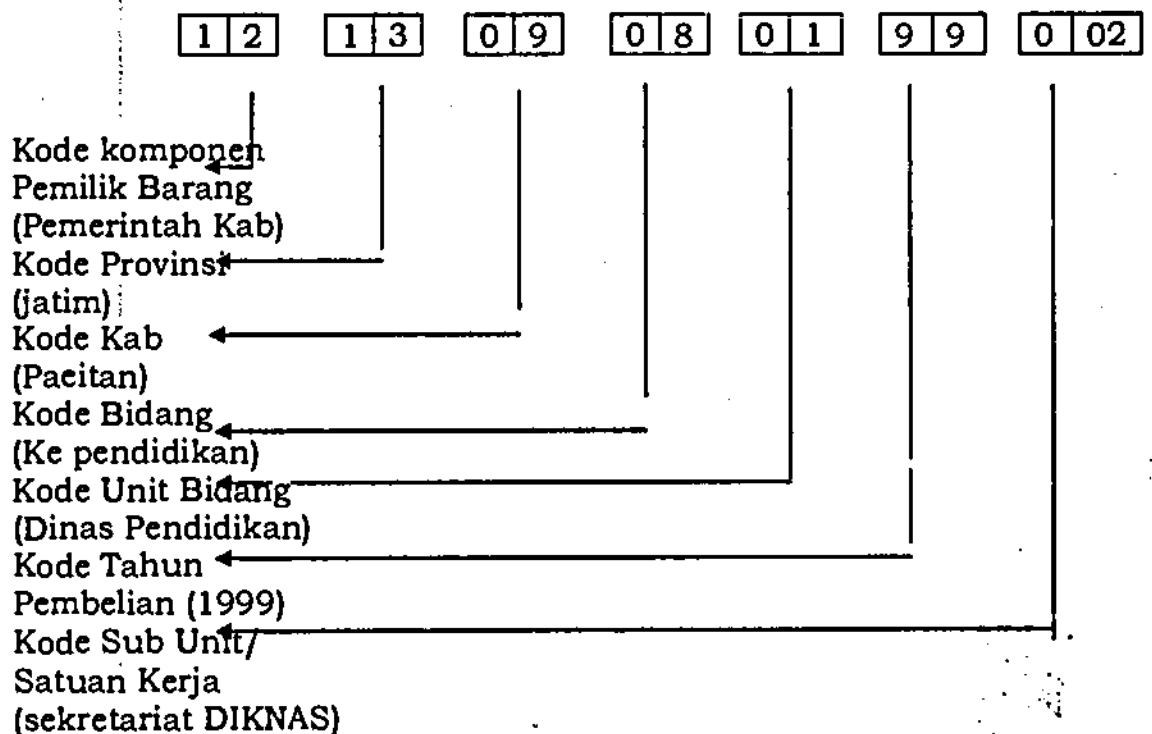 1 2 1 3 0 9 0 8 0 1 9 9 0 02
Kode komponen
Pemilik Barang
(Pemerintah Kab)
Kode Provinsi
(jatim)
Kode Kab
(Paeitan)
Kode Bidang
(Ke pendidikan)
Kode Unit Bidang
(Dinas Pendidikan)
Kode Tahun
Pembelian (1999)
Kode Sub Unit/
Satuan Kerja
(sekretariat DIKNAS)